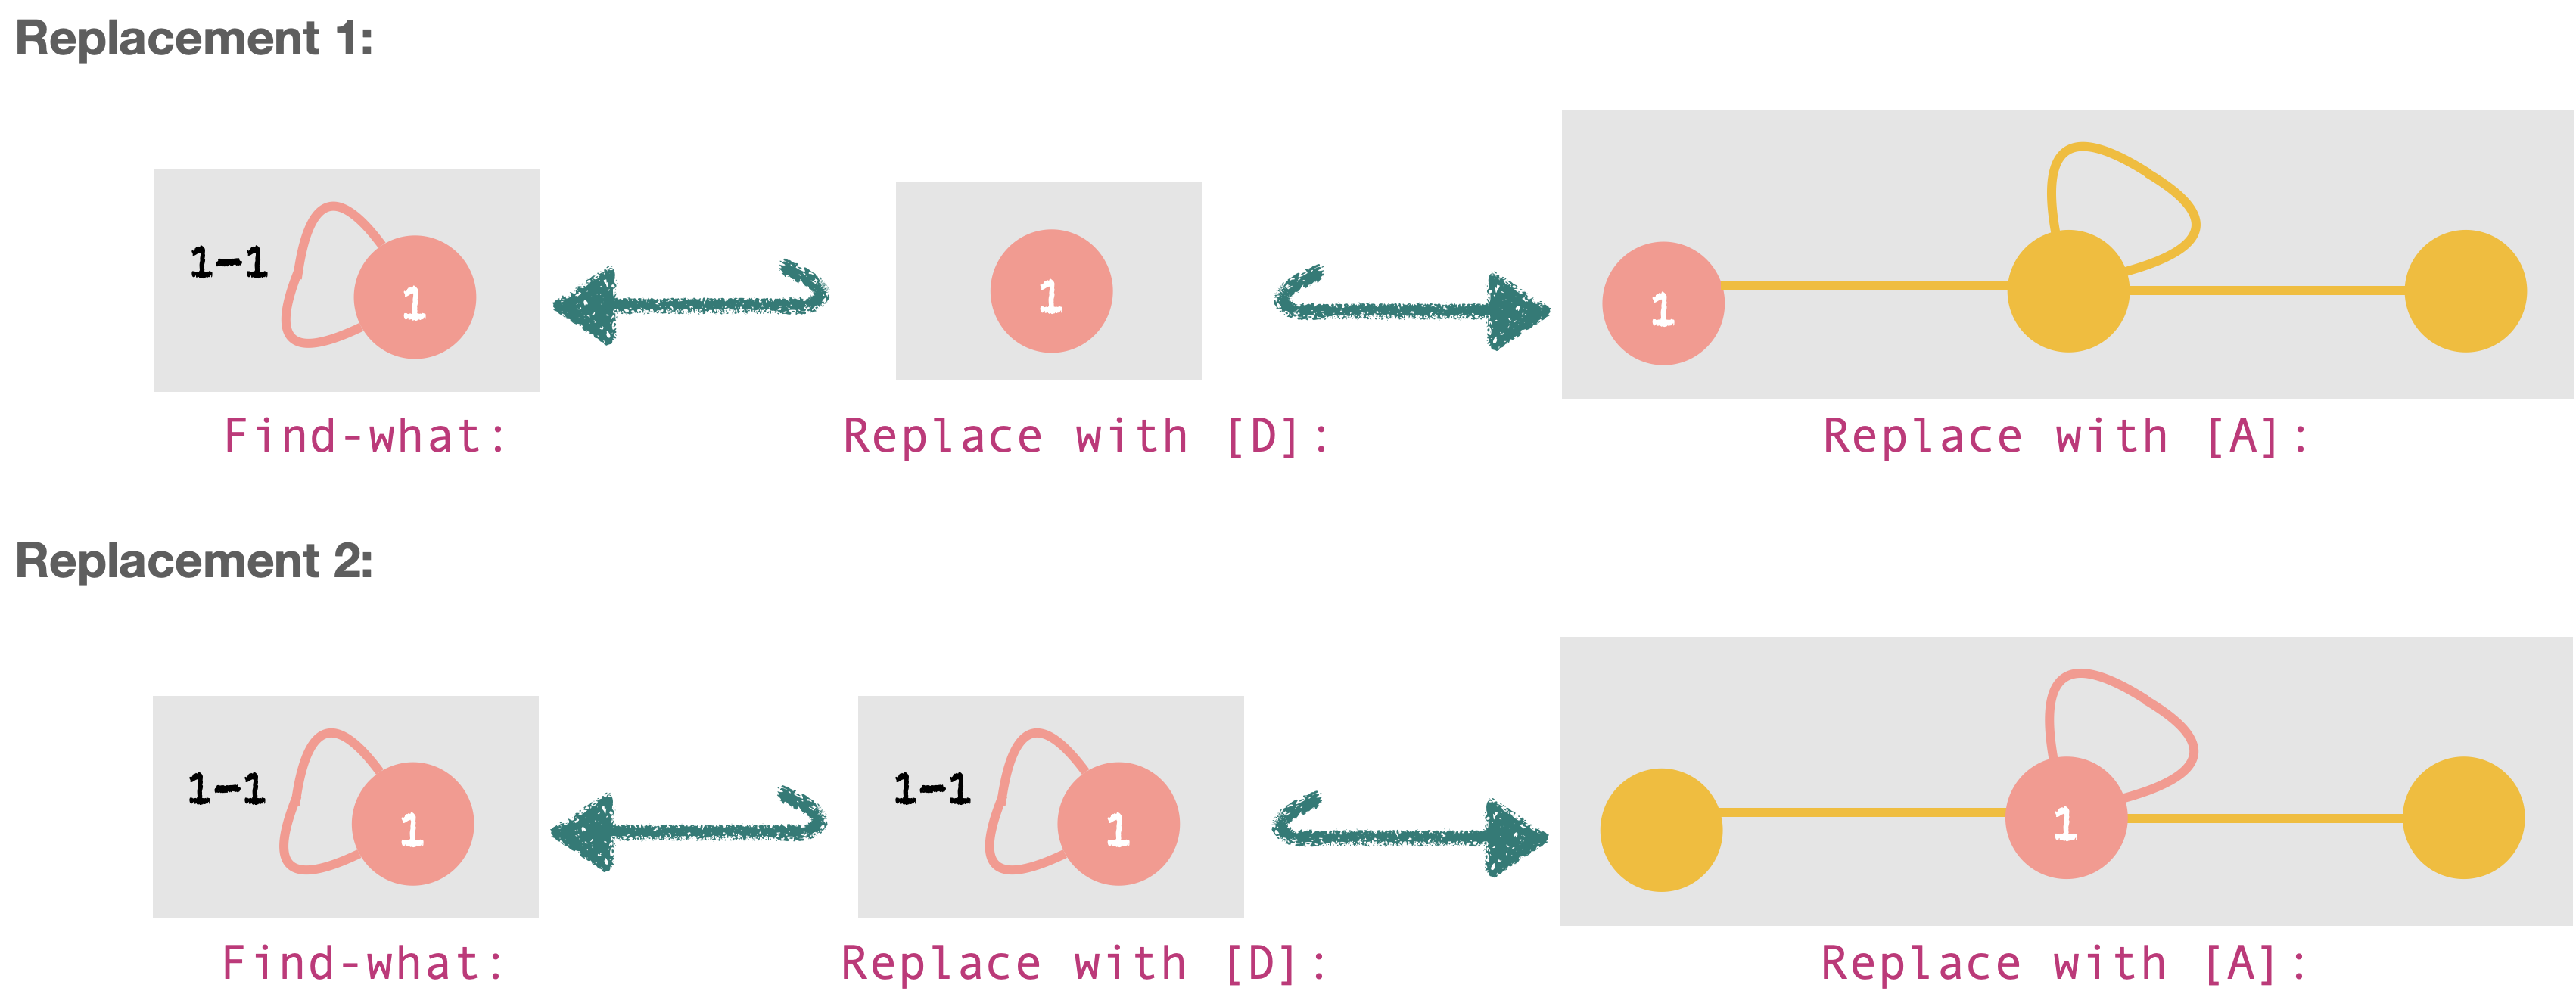 Replacement 1:
1-1
1
1
1
Find-what:
Replace with [D]:
Replace with [A]:
Replacement 2:
1-1
1
1-1
1
1
Find-what:
Replace with [D]:
Replace with [A]: